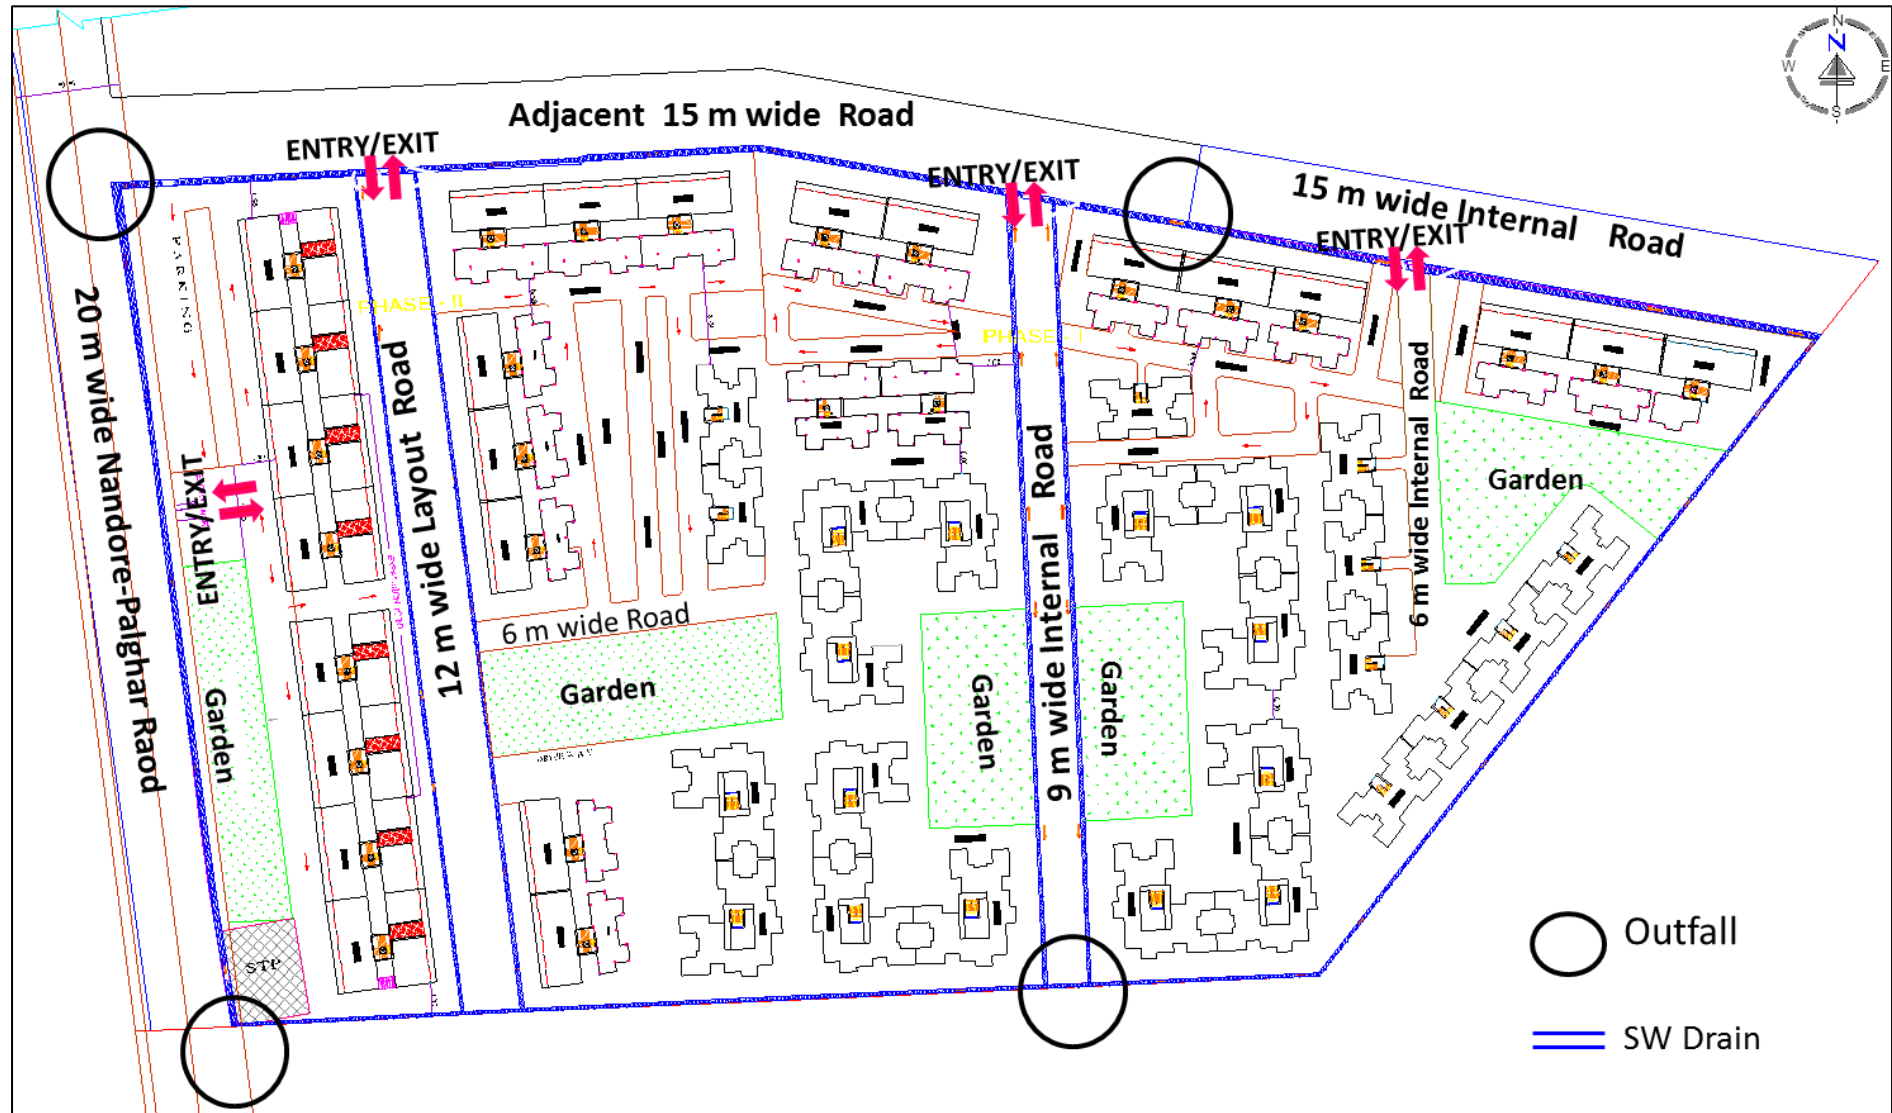 N
N
W
E
S
Adjacent 15 m wide Road
ENTRY/EXIT
ENTRY/EXIT
15 m wide Internal Road
ENTRY/EXIT
PARKING
PHASE - II
PHASE - I
20 m wide Nandore-Palghar Raod
12 m wide Layout Road
9 m wide Internal Road
6 m wide Internal Road
ENTRY/EXIT
Garden
6 m wide Road
Garden
Garden
Garden
Garden
STP
Outfall
SW Drain